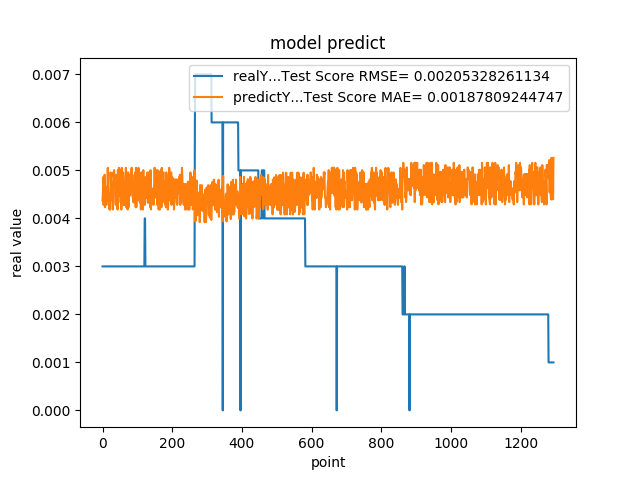 model predict
realY...Test Score RMSE= 0.00205328261134
predictY...Test Score MAE= 0.00187809244747
real value
0.007
0.006
0.005
0.004
0.003
0.002
0.001
0.000
0 200 400 600 800 1000 1200
point